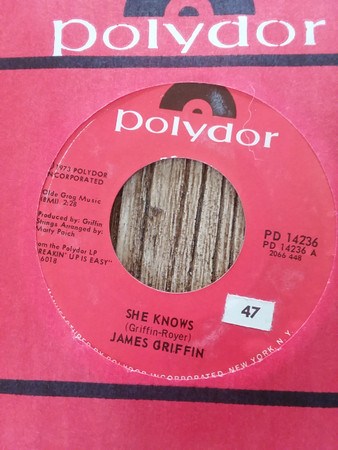 polydor
polydor
1973 POLYDOR
INCORPORATED
Olde Grog Music
(BMI) 2:28
Produced by: Griffin
Strings Arranged by:
Marty Paich
From the Polydor LP
"BREAKIN' UP IS EASY"
6018
PD 14236
PD 14236 A
2066 448
47
SHE KNOWS
(Griffin-Royer)
JAMES GRIFFIN
BY POLYDOR INCORPORATED NEW YORK, N.Y.